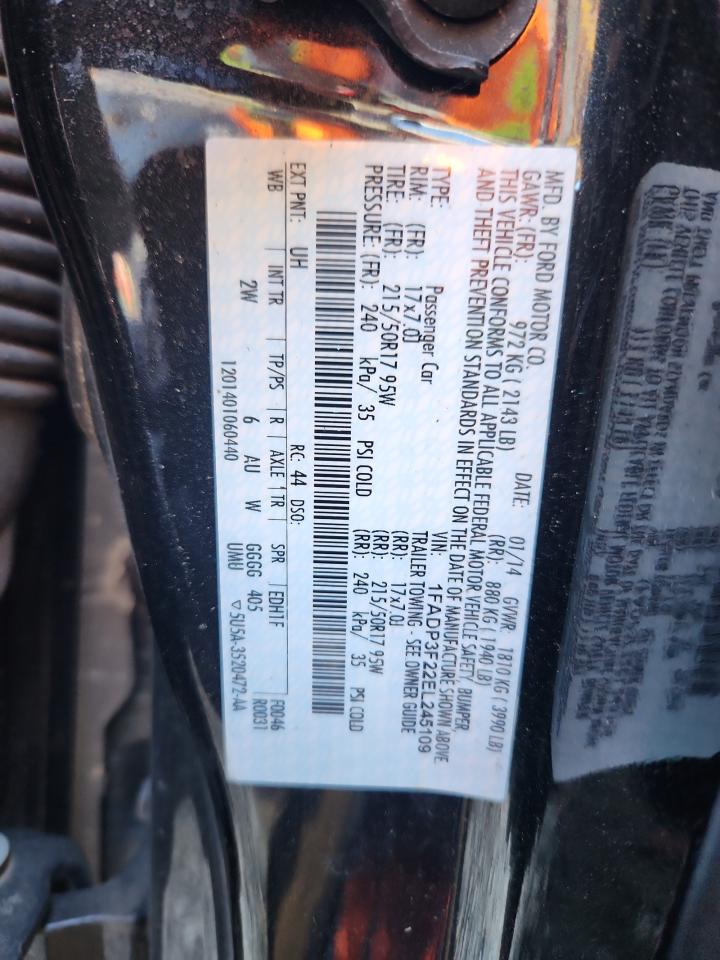 MFD. BY FORD MOTOR CO.
DATE: 01/14 GVWR: 1810 KG ( 3990 LB)
GAWR: (FR): 972 KG ( 2143 LB) (RR): 880 KG ( 1940 LB)
THIS VEHICLE CONFORMS TO ALL APPLICABLE FEDERAL MOTOR VEHICLE SAFETY, BUMPER,
AND THEFT PREVENTION STANDARDS IN EFFECT ON THE DATE OF MANUFACTURE SHOWN ABOVE.
VIN: 1FADP3F22EL245109
TYPE: Passenger Car TRAILER TOWING - SEE OWNER GUIDE
RIM: (FR): 17x7.0J (RR): 17x7.0J
TIRE: (FR): 215/50R17 95W (RR): 215/50R17 95W
PRESSURE: (FR): 240 kPa/ 35 PSI COLD (RR): 240 kPa/ 35 PSI COLD
EXT PNT: UH RC: 44 DSO:
WB INT TR TP/PS R AXLE TR SPR EDH1F F0046
R0031
2W 6 AU W GGGG 405
1201401060440 UMU ▽5U5A-3520472-AA